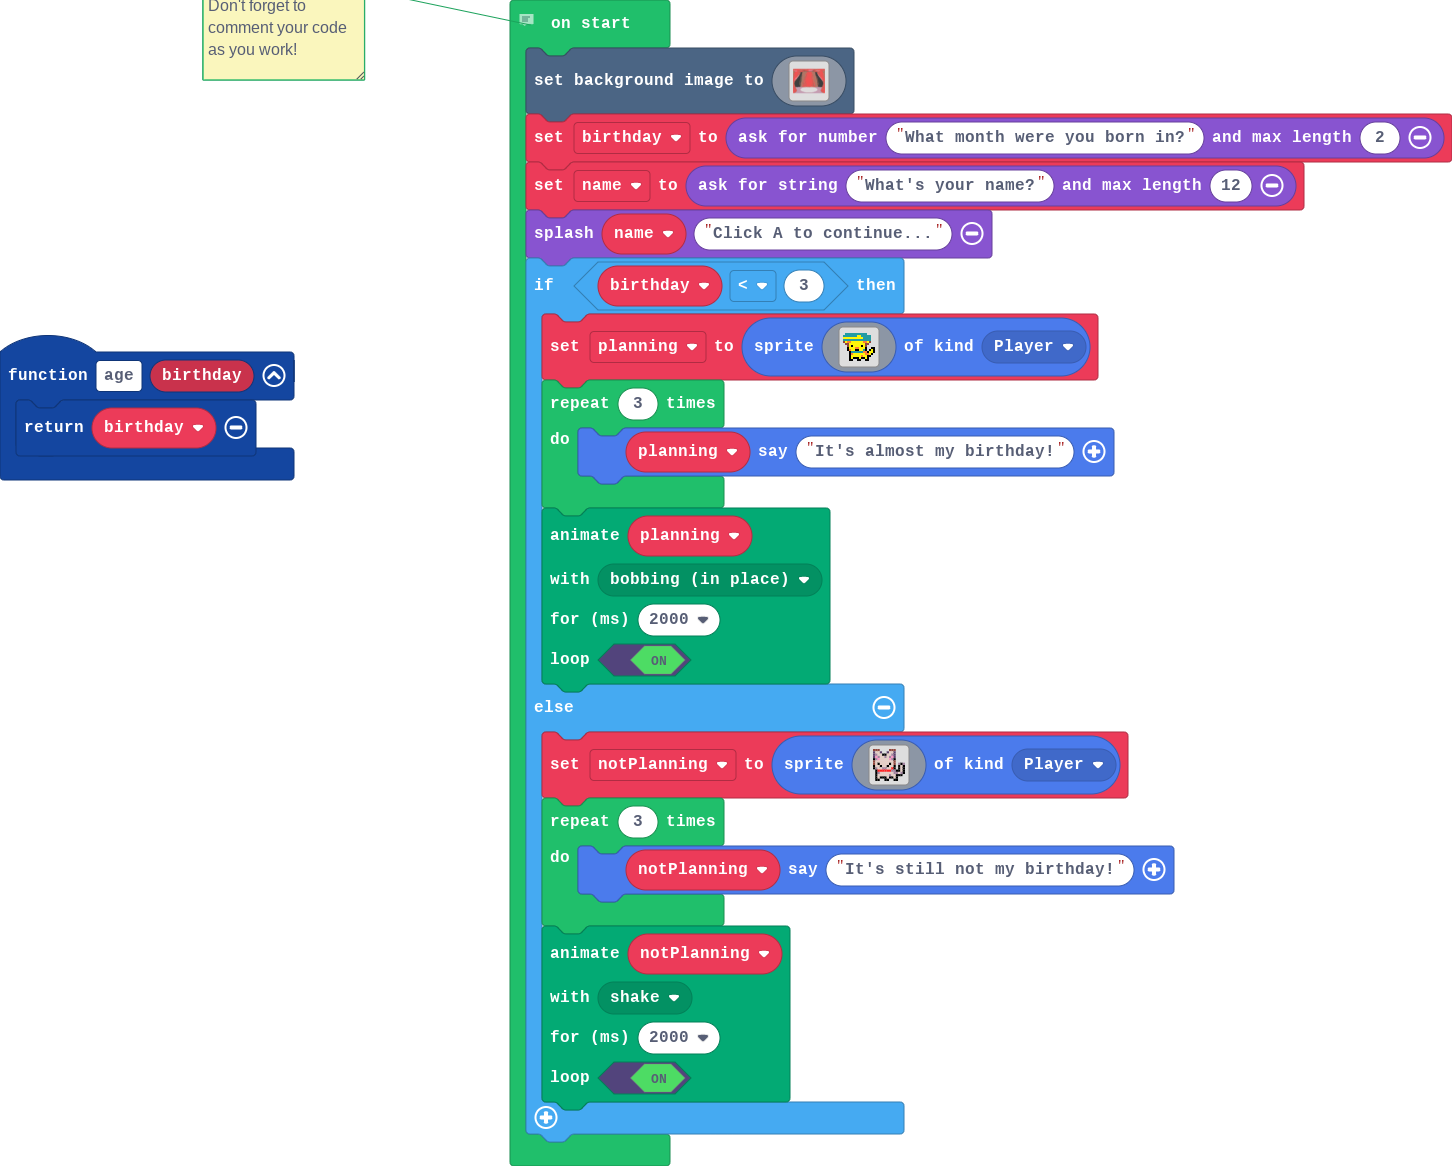 Don't forget to
comment your code
as you work!
on start
set background image to
set birthday to ask for number "What month were you born in?" and max length 2
set name to ask for string "What's your name?" and max length 12
splash name "Click A to continue..."
if birthday < 3 then
set planning to sprite of kind Player
repeat 3 times
do planning say "It's almost my birthday!"
animate planning
with bobbing (in place)
for (ms) 2000
loop ON
else
set notPlanning to sprite of kind Player
repeat 3 times
do notPlanning say "It's still not my birthday!"
animate notPlanning
with shake
for (ms) 2000
loop ON
function age birthday
return birthday